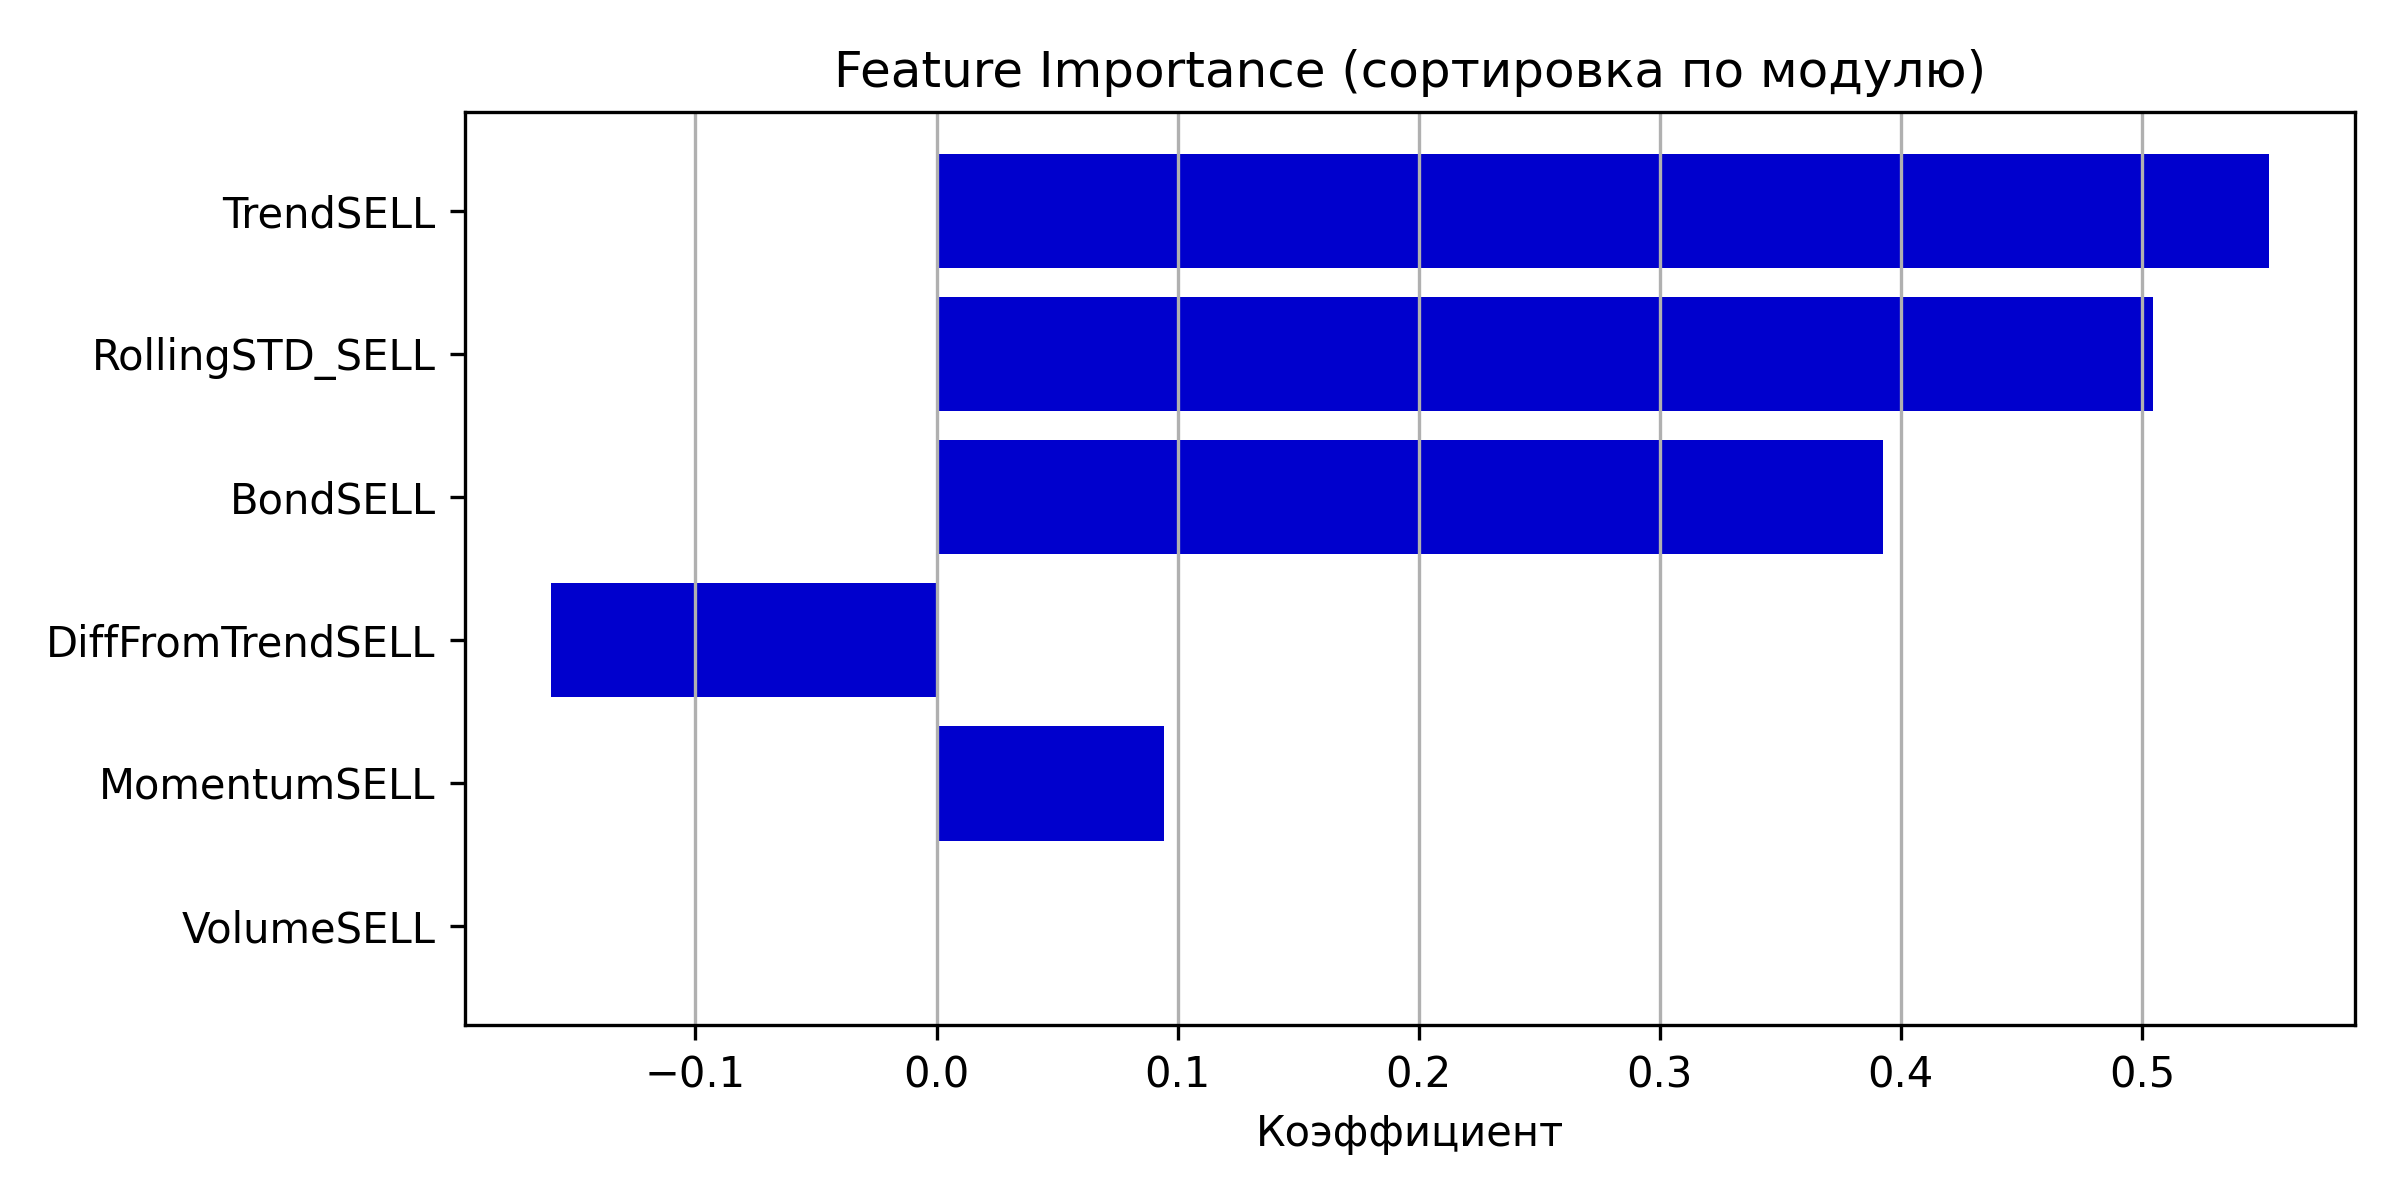 Feature Importance (сортировка по модулю)
TrendSELL
RollingSTD_SELL
BondSELL
DiffFromTrendSELL
MomentumSELL
VolumeSELL
−0.1 0.0 0.1 0.2 0.3 0.4 0.5
Коэффициент